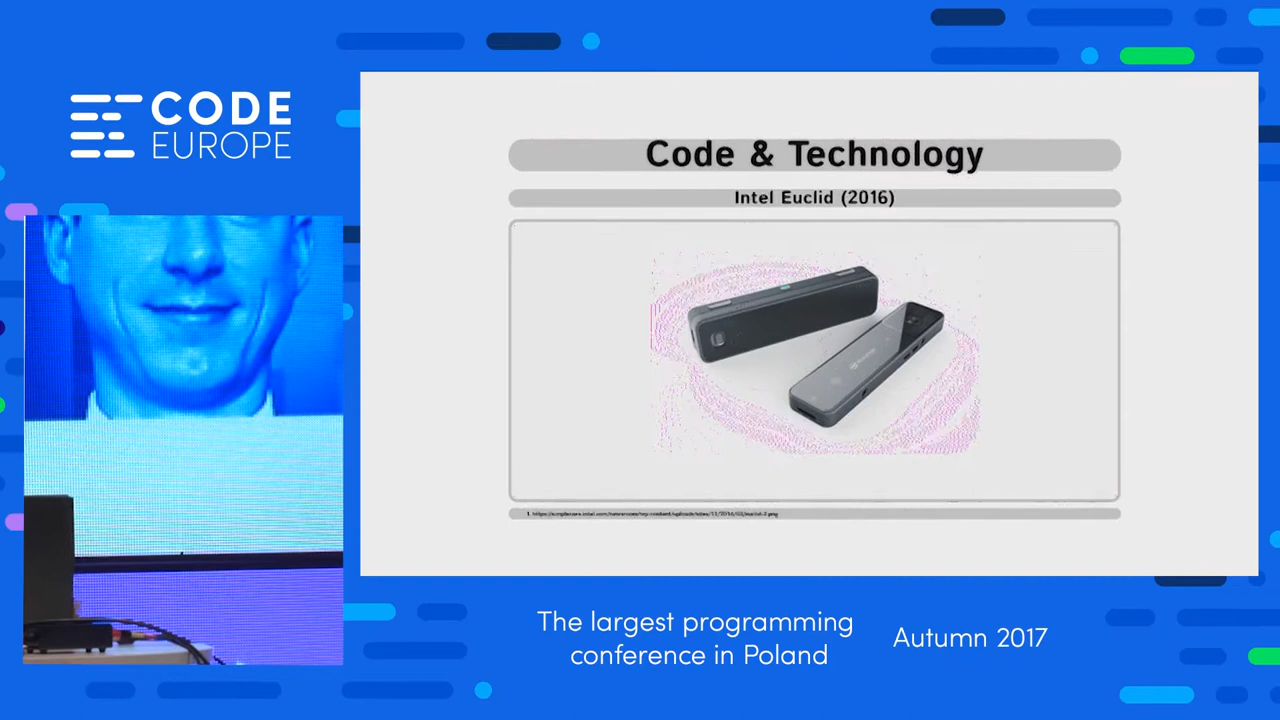 CODE
EUROPE
Code & Technology
Intel Euclid (2016)
The largest programming
conference in Poland
Autumn 2017